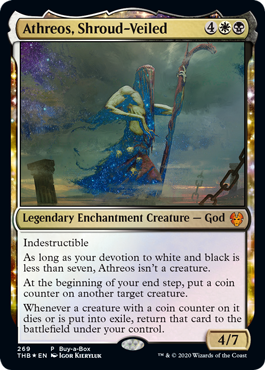 Athreos, Shroud-Veiled 4
Legendary Enchantment Creature — God
Indestructible
As long as your devotion to white and black is
less than seven, Athreos isn't a creature.
At the beginning of your end step, put a coin
counter on another target creature.
Whenever a creature with a coin counter on it
dies or is put into exile, return that card to the
battlefield under your control.
269 P Buy-a-Box
THB ★ EN Igor Kieryluk
4/7
™ & © 2020 Wizards of the Coast